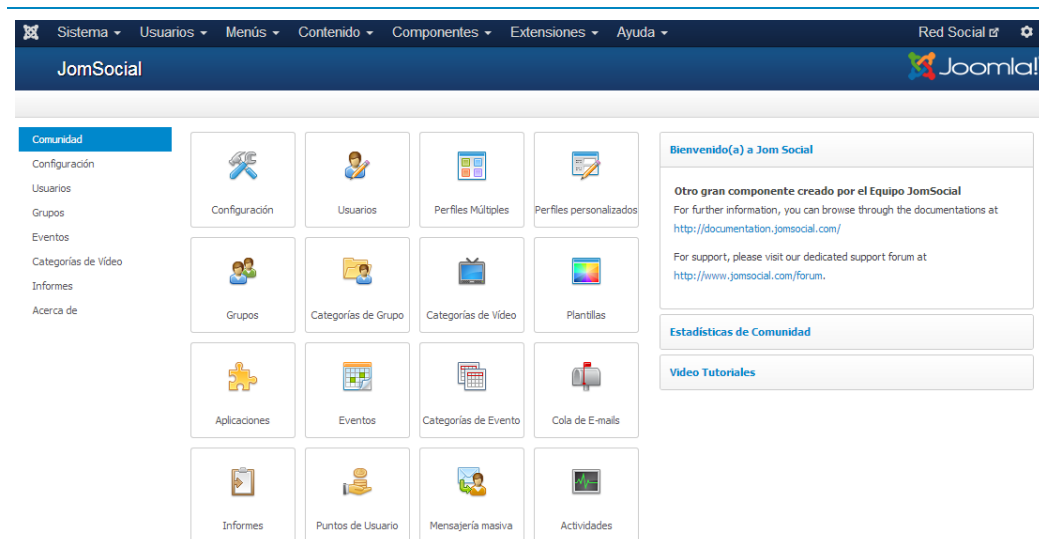 Sistema Usuarios Menús Contenido Componentes Extensiones Ayuda Red Social
JomSocial Joomla!
Comunidad
Configuración
Usuarios
Grupos
Eventos
Categorías de Vídeo
Informes
Acerca de
Configuración Usuarios Perfiles Múltiples Perfiles personalizados
Grupos Categorías de Grupo Categorías de Vídeo Plantillas
Aplicaciones Eventos Categorías de Evento Cola de E-mails
Informes Puntos de Usuario Mensajería masiva Actividades
Bienvenido(a) a Jom Social
Otro gran componente creado por el Equipo JomSocial
For further information, you can browse through the documentations at
http://documentation.jomsocial.com/
For support, please visit our dedicated support forum at
http://www.jomsocial.com/forum.
Estadísticas de Comunidad
Video Tutoriales